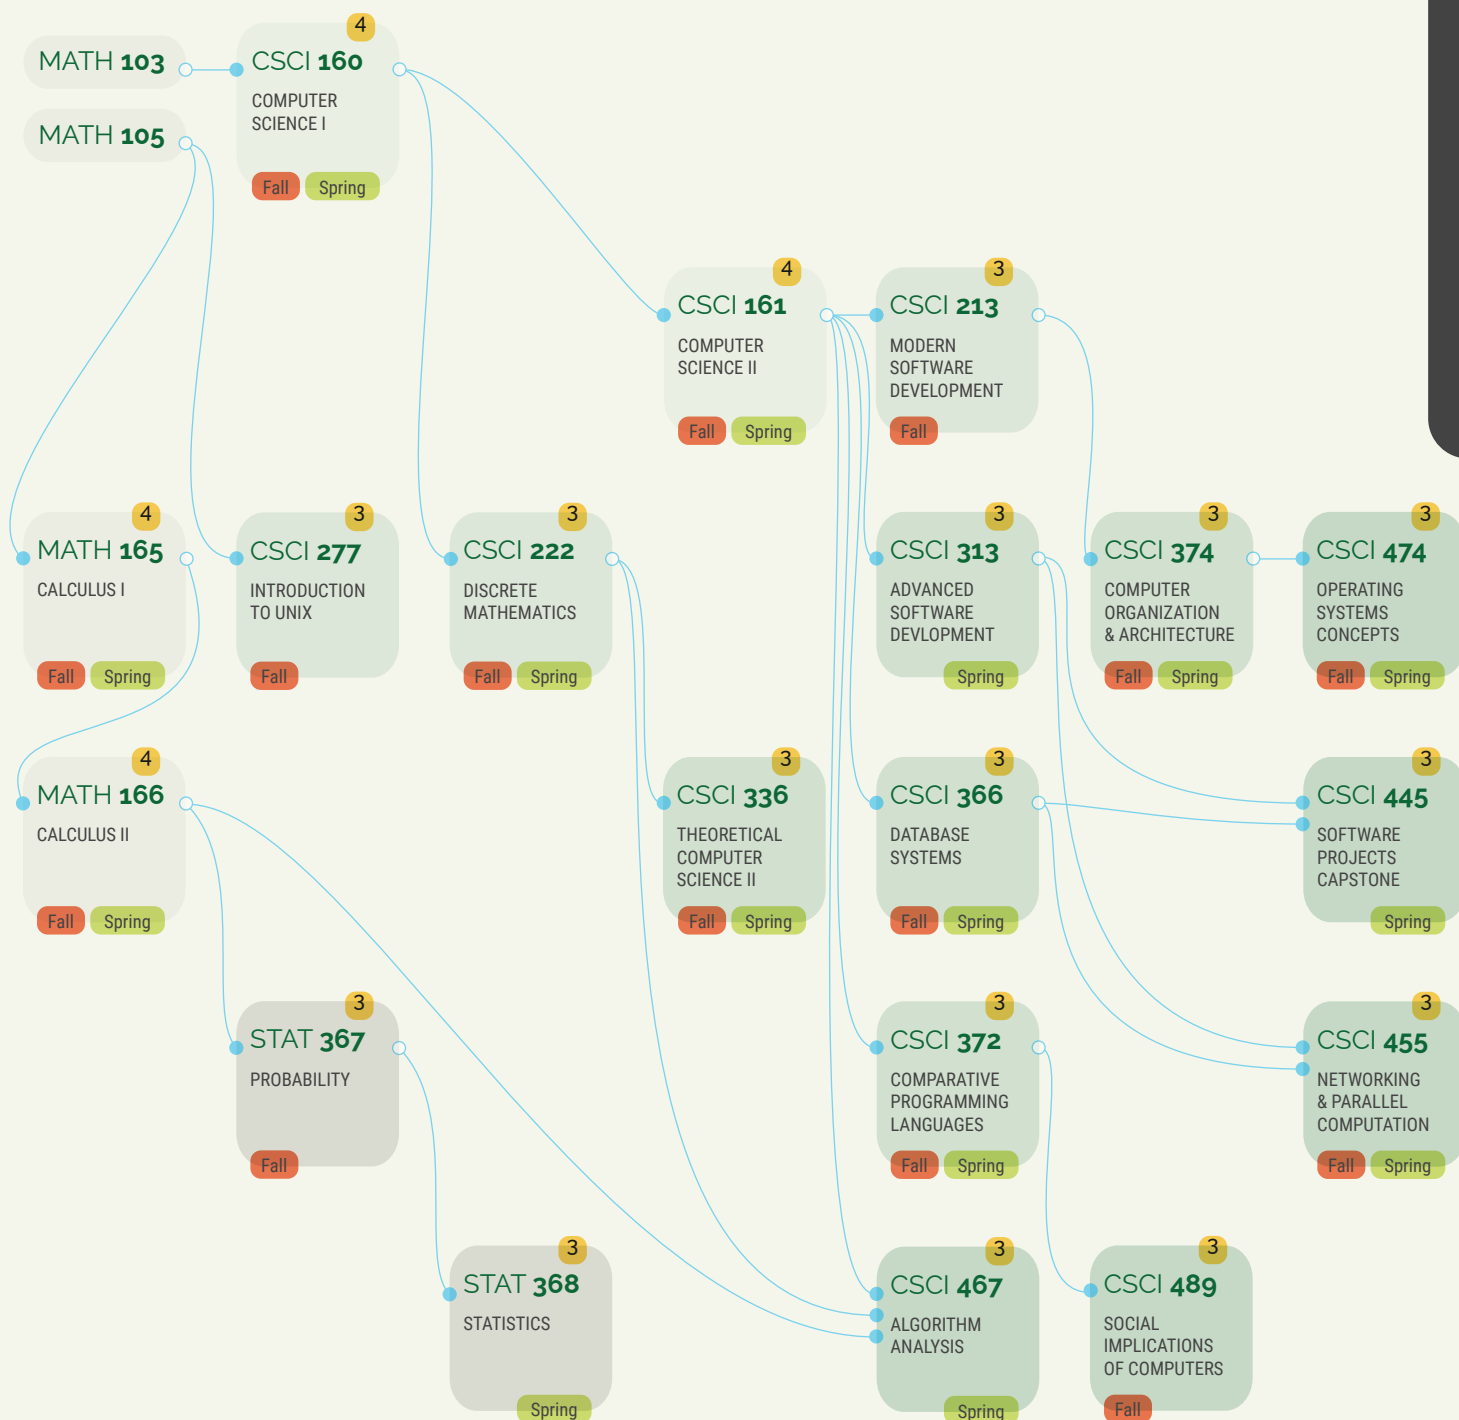 4
MATH 103
CSCI 160
COMPUTER
SCIENCE I
MATH 105
Fall Spring
4
CSCI 161
COMPUTER
SCIENCE II
Fall Spring
3
CSCI 213
MODERN
SOFTWARE
DEVELOPMENT
Fall
4
MATH 165
CALCULUS I
Fall Spring
3
CSCI 277
INTRODUCTION
TO UNIX
Fall
3
CSCI 222
DISCRETE
MATHEMATICS
Fall Spring
3
CSCI 313
ADVANCED
SOFTWARE
DEVLOPMENT
Spring
3
CSCI 374
COMPUTER
ORGANIZATION
& ARCHITECTURE
Fall Spring
3
CSCI 474
OPERATING
SYSTEMS
CONCEPTS
Fall Spring
4
MATH 166
CALCULUS II
Fall Spring
3
CSCI 336
THEORETICAL
COMPUTER
SCIENCE II
Fall Spring
3
CSCI 366
DATABASE
SYSTEMS
Fall Spring
3
CSCI 445
SOFTWARE
PROJECTS
CAPSTONE
Spring
3
STAT 367
PROBABILITY
Fall
3
CSCI 372
COMPARATIVE
PROGRAMMING
LANGUAGES
Fall Spring
3
CSCI 455
NETWORKING
& PARALLEL
COMPUTATION
Fall Spring
3
STAT 368
STATISTICS
Spring
3
CSCI 467
ALGORITHM
ANALYSIS
Spring
3
CSCI 489
SOCIAL
IMPLICATIONS
OF COMPUTERS
Fall